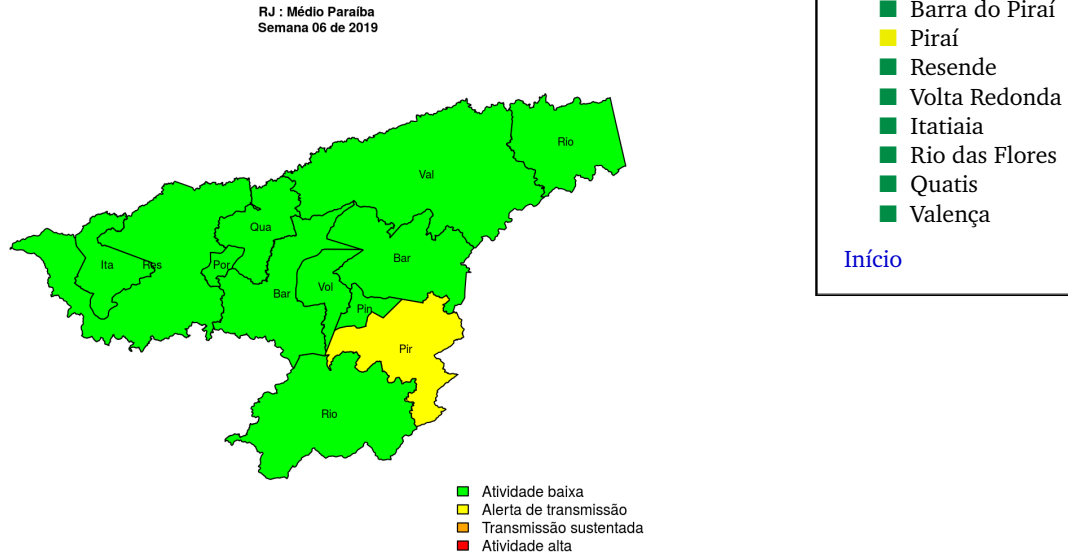 RJ : Médio Paraíba
Semana 06 de 2019
Rio
Val
Qua
Bar
Ita
Res
Por
Vol
Bar
Pin
Pir
Rio
Atividade baixa
Alerta de transmissão
Transmissão sustentada
Atividade alta
Barra do Piraí
Piraí
Resende
Volta Redonda
Itatiaia
Rio das Flores
Quatis
Valença
Início